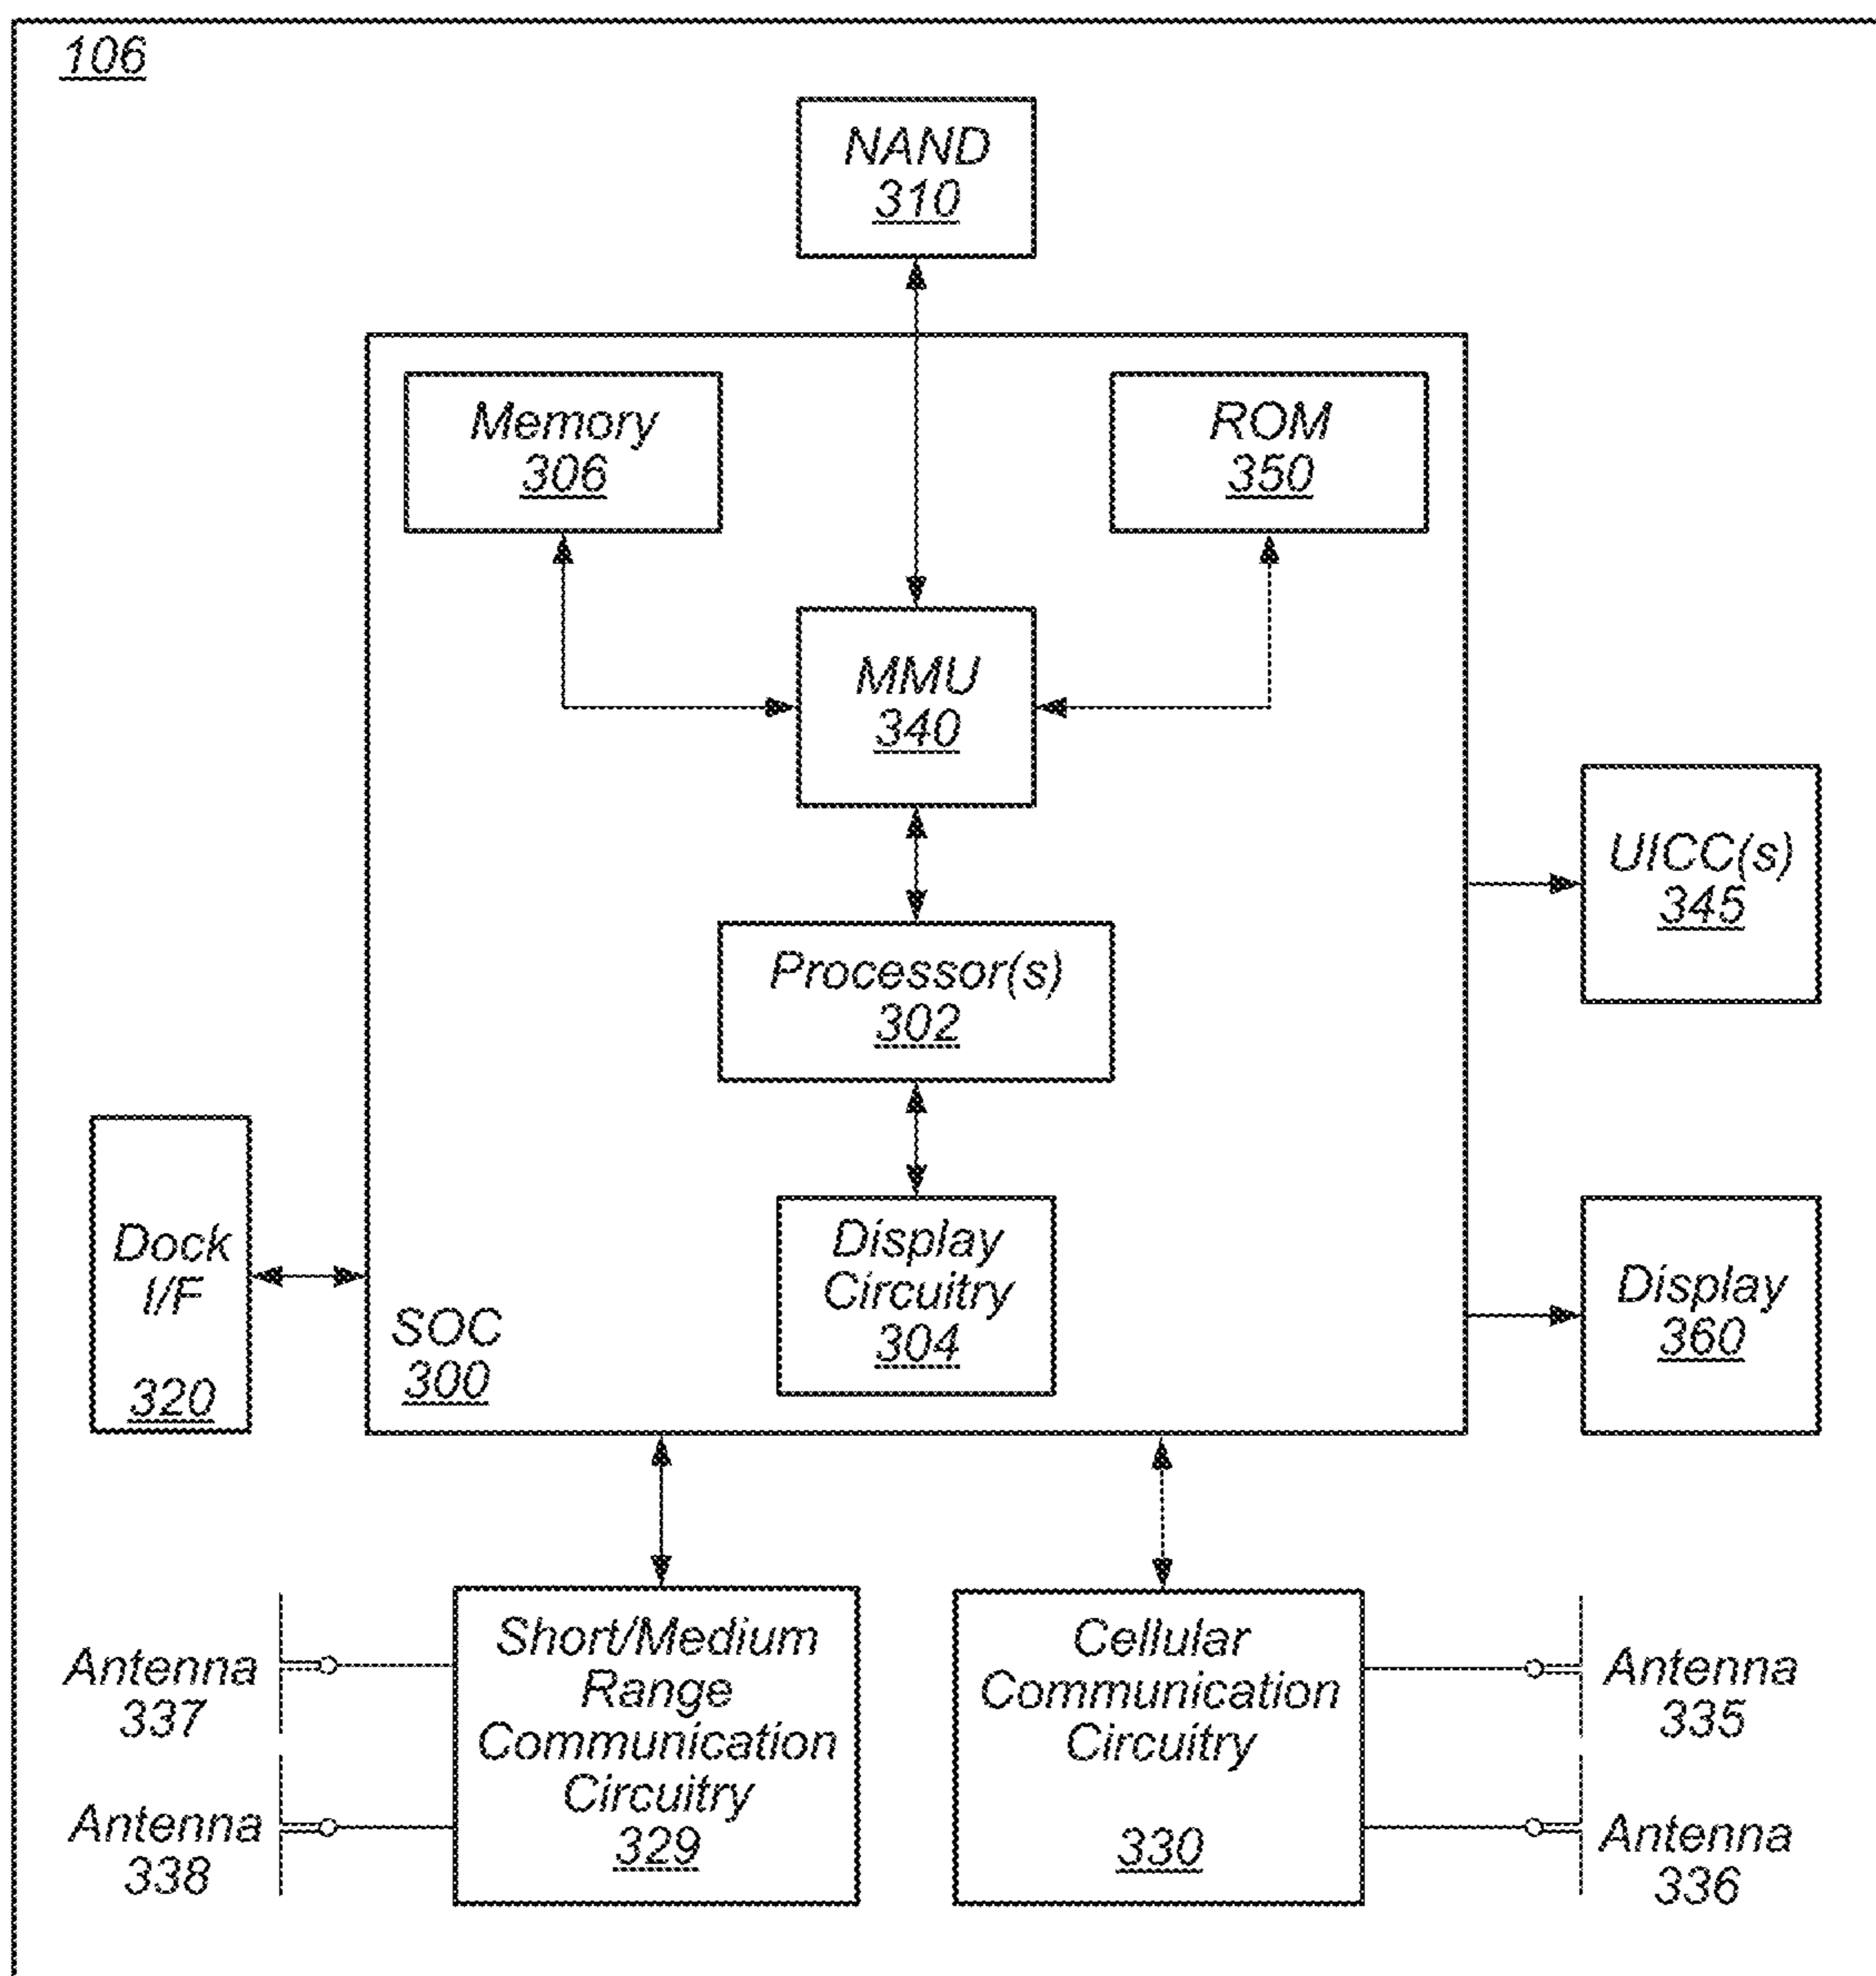 106
NAND
310
Memory
306
ROM
350
MMU
340
UICC(s)
345
Processor(s)
302
Dock
I/F
320
SOC
300
Display
Circuitry
304
Display
360
Antenna
337
Antenna
338
Short/Medium
Range
Communication
Circuitry
329
Cellular
Communication
Circuitry
330
Antenna
335
Antenna
336